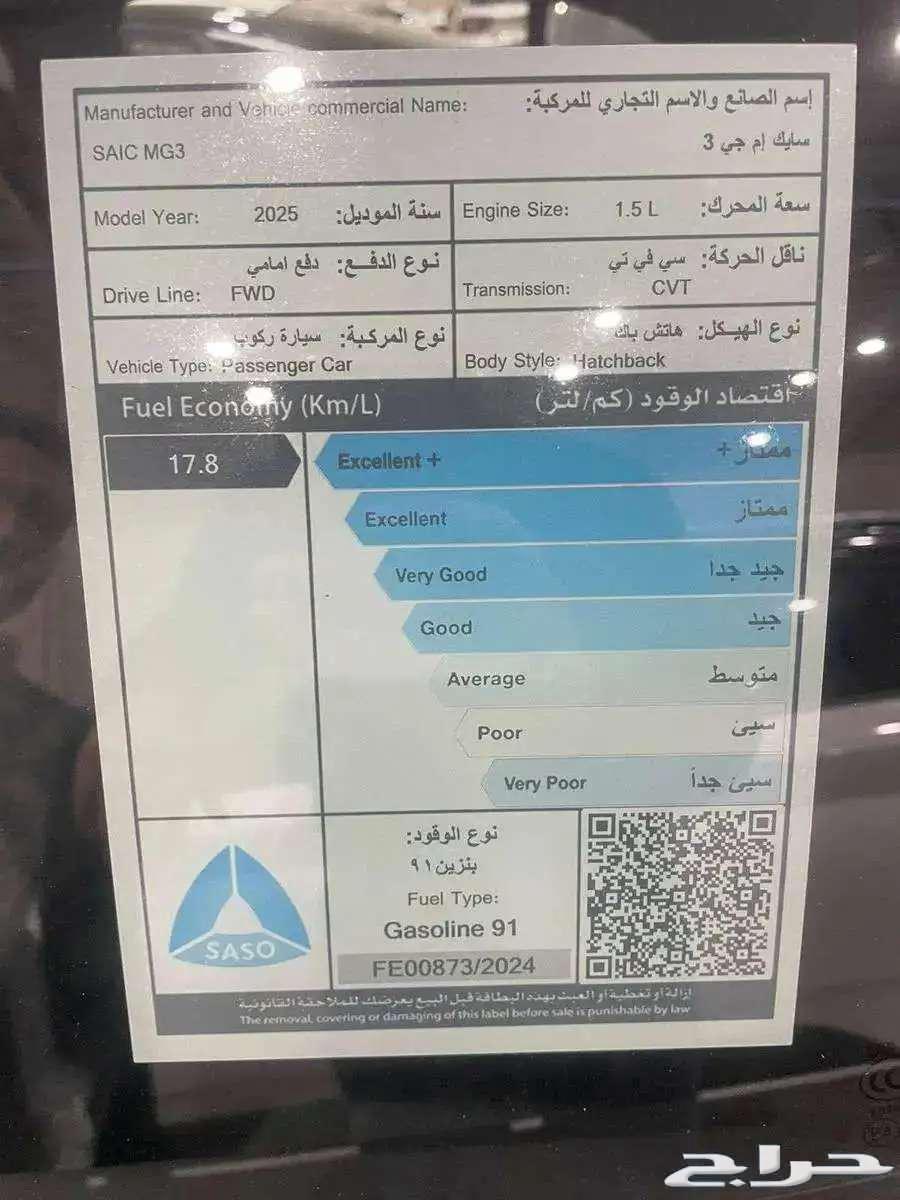 Manufacturer and Vehicle commercial Name: إسم الصانع والاسم التجاري للمركبة:
SAIC MG3 سايك إم جي 3
Model Year: 2025 سنة الموديل:
Engine Size: 1.5 L سعة المحرك:
نوع الدفع: دفع امامي
Drive Line: FWD
ناقل الحركة: سي في تي
Transmission: CVT
نوع المركبة: سيارة ركوب
Vehicle Type: Passenger Car
نوع الهيكل: هاتش باك
Body Style: Hatchback
Fuel Economy (Km/L) اقتصاد الوقود (كم/لتر)
17.8
Excellent + ممتاز+
Excellent ممتاز
Very Good جيد جدا
Good جيد
Average متوسط
Poor سيئ
Very Poor سيئ جداً
SASO
نوع الوقود:
بنزين ٩١
Fuel Type:
Gasoline 91
FE00873/2024
إزالة أو تغطية أو العبث بهذه البطاقة قبل البيع يعرضك للملاحقة القانونية
The removal, covering or damaging of this label before sale is punishable by law
حراج